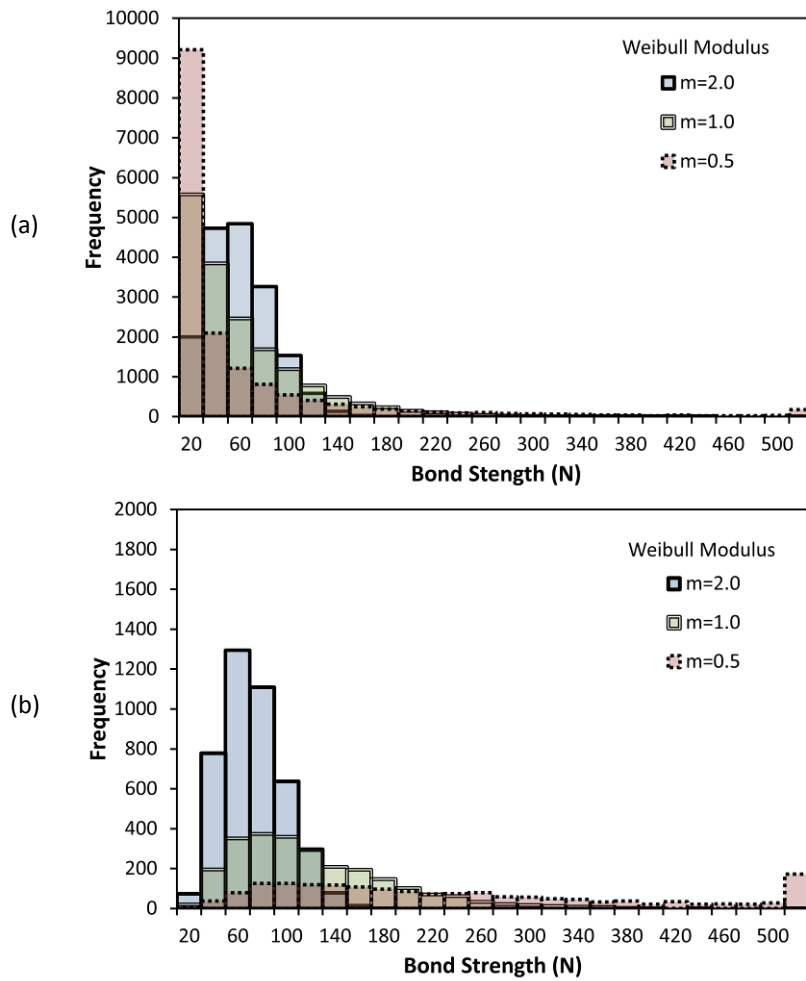 (a)
Frequency
10000
9000
8000
7000
6000
5000
4000
3000
2000
1000
0
Weibull Modulus
m=2.0
m=1.0
m=0.5
20 60 100 140 180 220 260 300 340 380 420 460 500
Bond Stength (N)
(b)
Frequency
2000
1800
1600
1400
1200
1000
800
600
400
200
0
Weibull Modulus
m=2.0
m=1.0
m=0.5
20 60 100 140 180 220 260 300 340 380 420 460 500
Bond Strength (N)